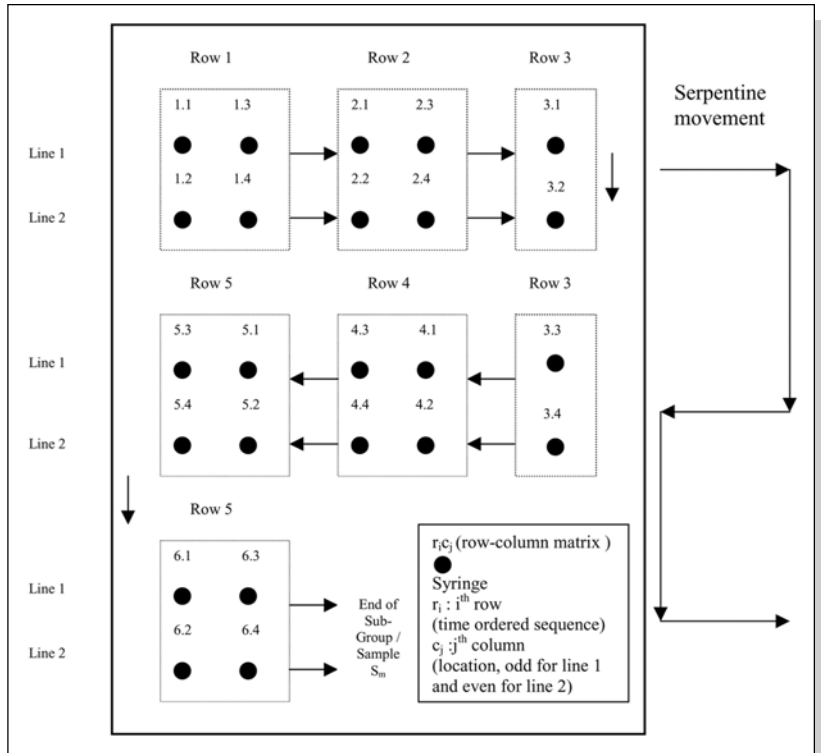 Row 1 Row 2 Row 3
1.1 1.3 2.1 2.3 3.1
Serpentine
movement
Line 1
1.2 1.4 2.2 2.4 3.2
Line 2
Row 5 Row 4 Row 3
5.3 5.1 4.3 4.1 3.3
Line 1
5.4 5.2 4.4 4.2 3.4
Line 2
Row 5
6.1 6.3
Line 1
6.2 6.4
Line 2
End of
Sub-
Group /
Sample
Sm
ricj (row-column matrix )
Syringe
ri : ith row
(time ordered sequence)
cj :jth column
(location, odd for line 1
and even for line 2)